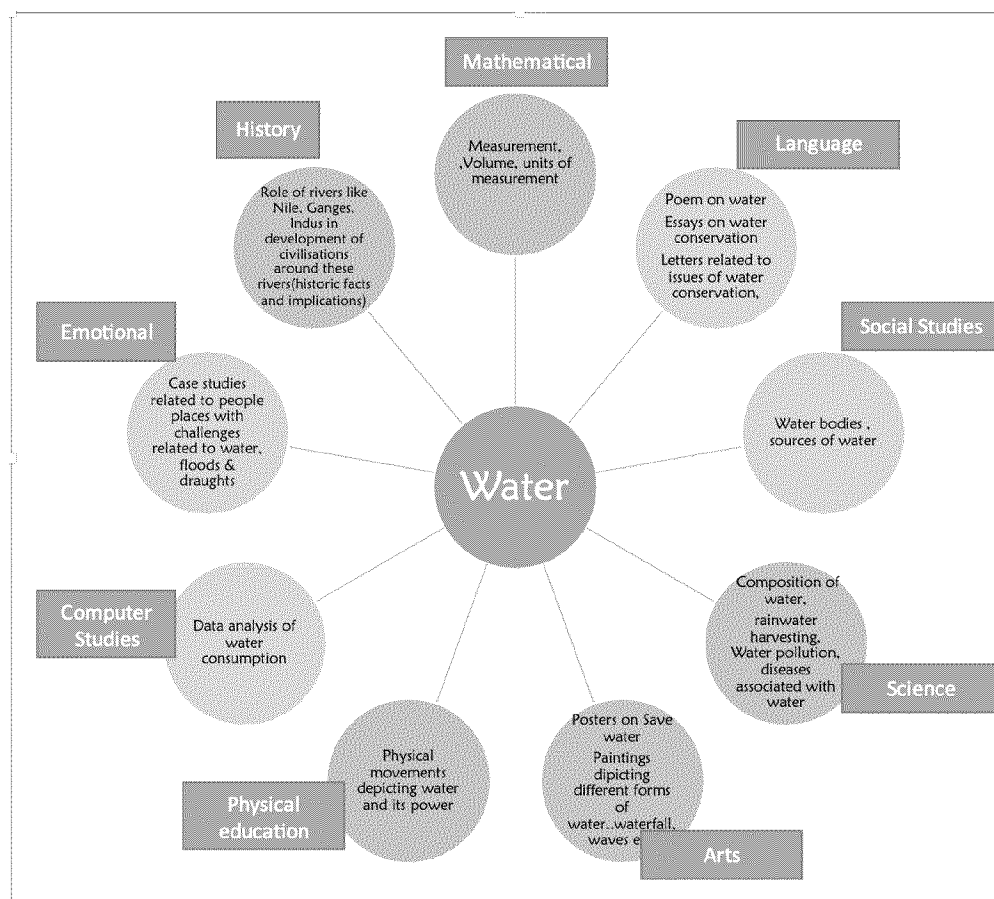 Mathematical
Measurement,
,Volume, units of
measurement
Language
Poem on water
Essays on water
conservation
Letters related to
issues of water
conservation,
Social Studies
Water bodies ,
sources of water
Composition of
water,
rainwater
harvesting,
Water pollution,
diseases
associated with
water
Science
Posters on Save
water
Paintings
dipicting
different forms
of
water..waterfall,
waves
Arts
Physical
movements
depicting water
and its power
Physical
education
Data analysis of
water
consumption
Computer
Studies
Case studies
related to people
places with
challenges
related to water,
floods &
draughts
Emotional
Role of rivers like
Nile, Ganges,
Indus in
development of
civilisations
around these
rivers(historic facts
and implications)
History
Water